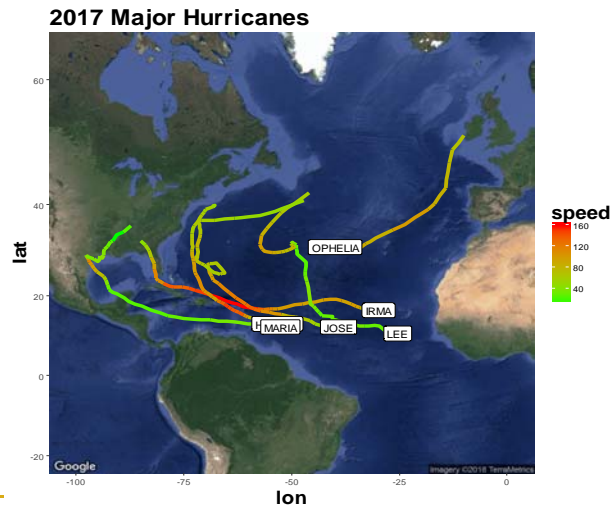 2017 Major Hurricanes
60
40
20
0
-20
lat
OPHELIA
IRMA
MARIA
JOSE
LEE
speed
160
120
80
40
Google
Imagery ©2018 TerraMetrics
-100
-75
-50
-25
0
lon